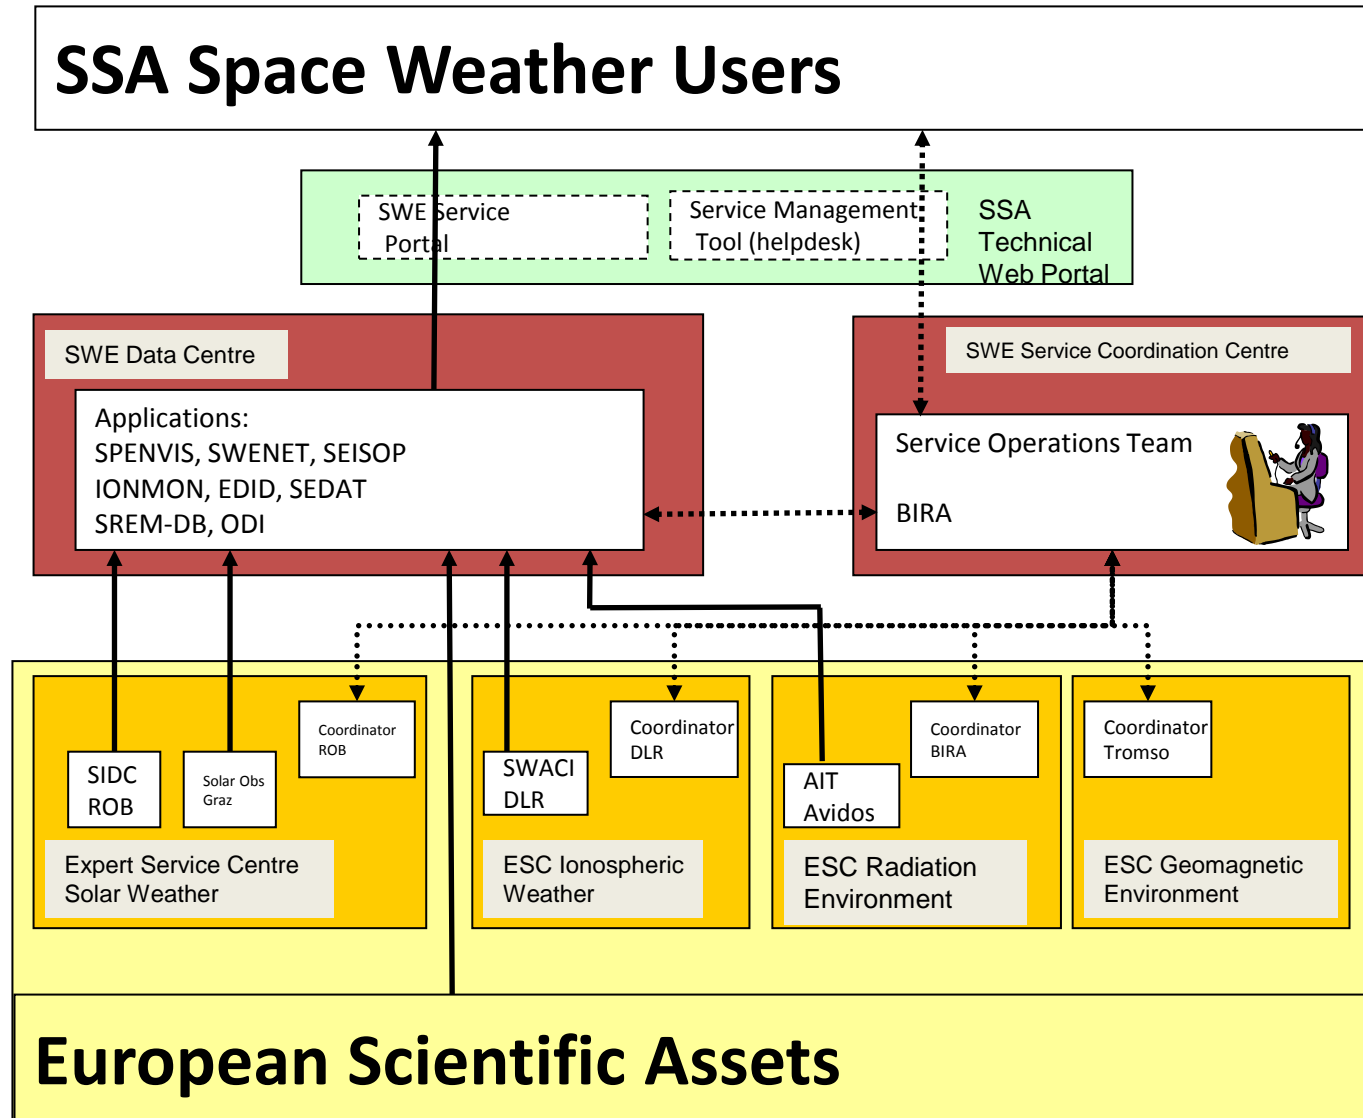 SSA Space Weather Users
SWE Service
Portal
Service Management
Tool (helpdesk)
SSA
Technical
Web Portal
SWE Data Centre
Applications:
SPENVIS, SWENET, SEISOP
IONMON, EDID, SEDAT
SREM-DB, ODI
SWE Service Coordination Centre
Service Operations Team
BIRA
Coordinator
ROB
SIDC
ROB
Solar Obs
Graz
Expert Service Centre
Solar Weather
Coordinator
DLR
SWACI
DLR
ESC Ionospheric
Weather
Coordinator
BIRA
AIT
Avidos
ESC Radiation
Environment
Coordinator
Tromso
ESC Geomagnetic
Environment
European Scientific Assets